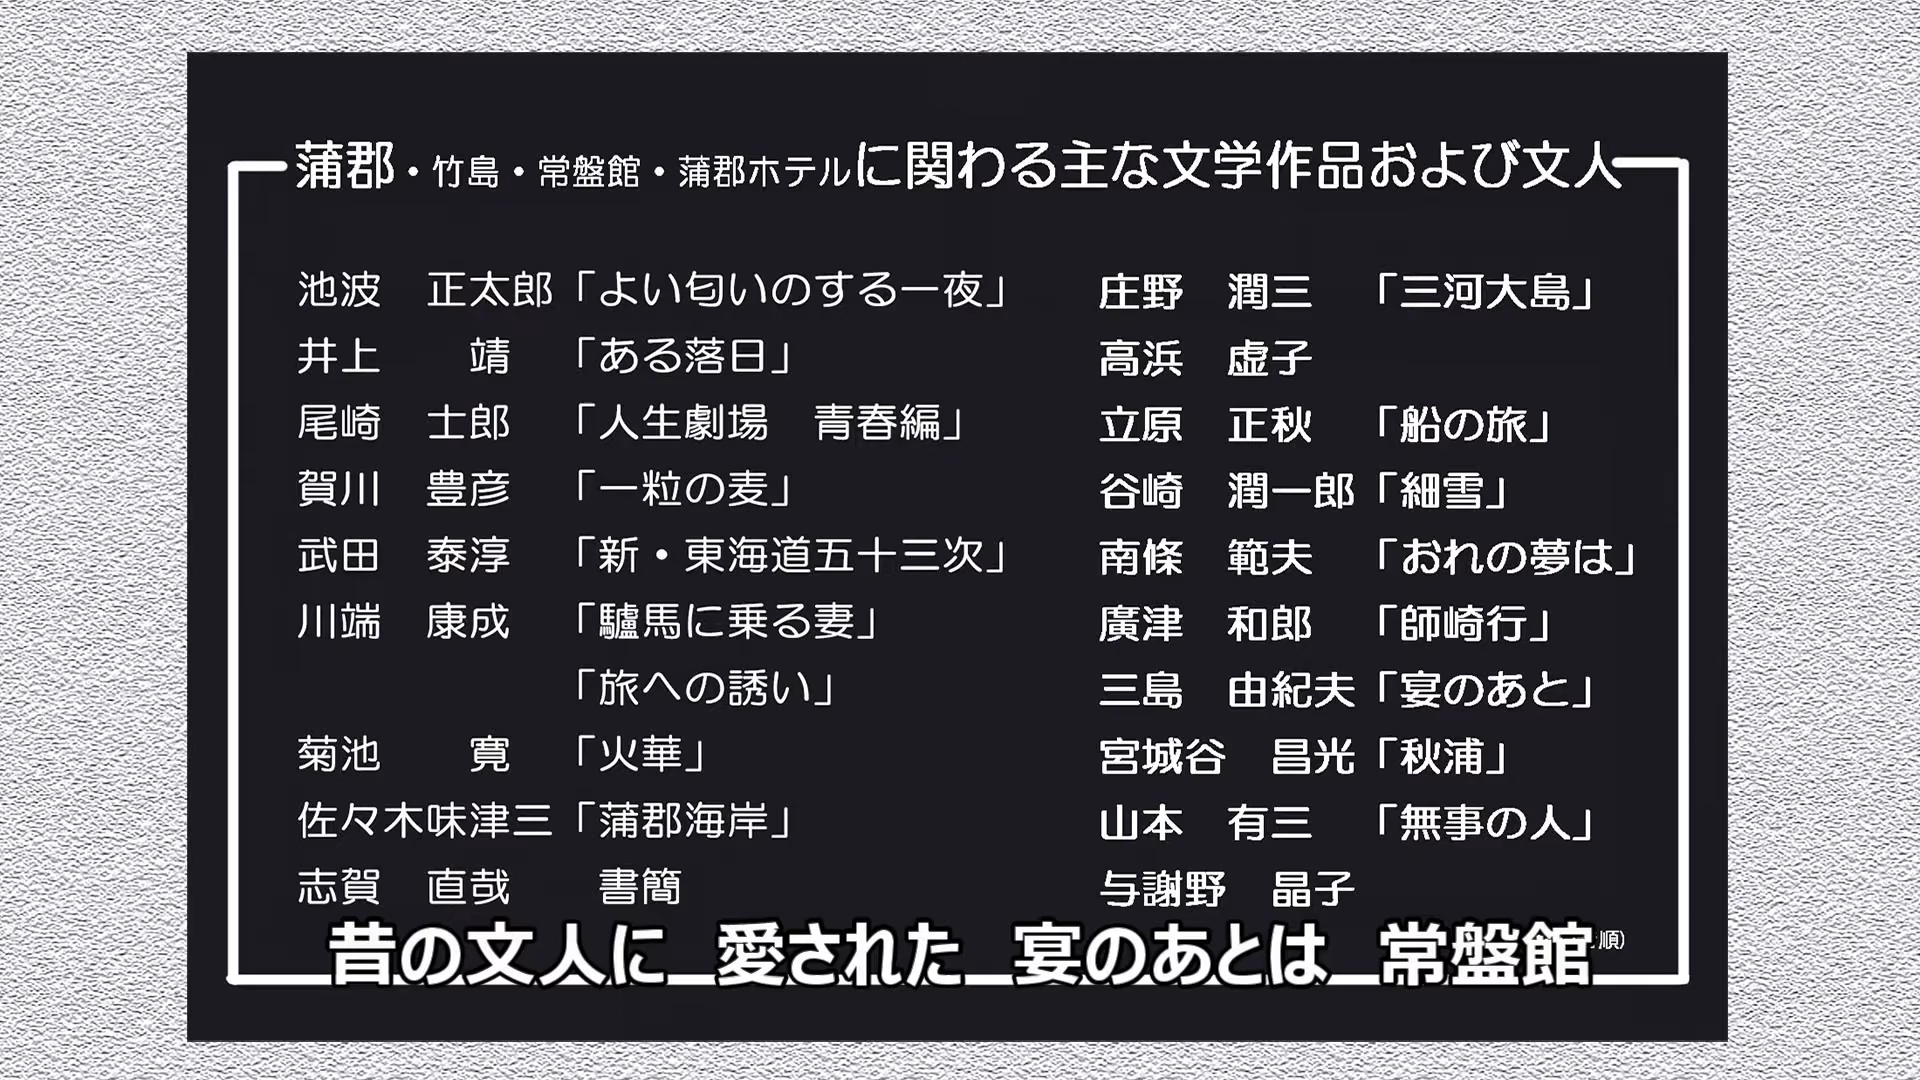 蒲郡・竹島・常盤館・蒲郡ホテルに関わる主な文学作品および文人
池波　正太郎「よい匂いのする一夜」
井上　　靖　「ある落日」
尾崎　士郎　「人生劇場　青春編」
賀川　豊彦　「一粒の麦」
武田　泰淳　「新・東海道五十三次」
川端　康成　「驢馬に乗る妻」
「旅への誘い」
菊池　　寛　「火華」
佐々木味津三「蒲郡海岸」
志賀　直哉　　書簡
庄野　潤三　「三河大島」
高浜　虚子
立原　正秋　「船の旅」
谷崎　潤一郎「細雪」
南條　範夫　「おれの夢は」
廣津　和郎　「師崎行」
三島　由紀夫「宴のあと」
宮城谷　昌光「秋浦」
山本　有三　「無事の人」
与謝野　晶子
順）
昔の文人に　愛された　宴のあとは　常盤館